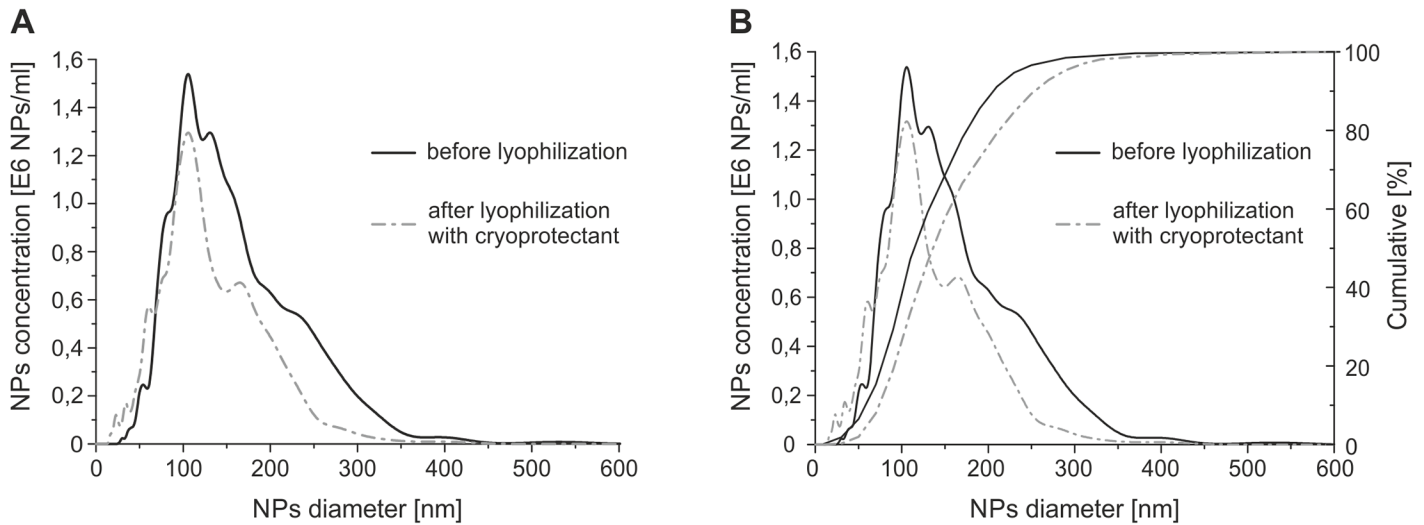 A
NPs concentration [E6 NPs/ml]
1,6
1,4
1,2
1,0
0,8
0,6
0,4
0,2
0
0 100 200 300 400 500 600
NPs diameter [nm]
before lyophilization
after lyophilization
with cryoprotectant
B
NPs concentration [E6 NPs/ml]
1,6
1,4
1,2
1,0
0,8
0,6
0,4
0,2
0
0 100 200 300 400 500 600
NPs diameter [nm]
before lyophilization
after lyophilization
with cryoprotectant
100
80
60
40
20
0
Cumulative [%]